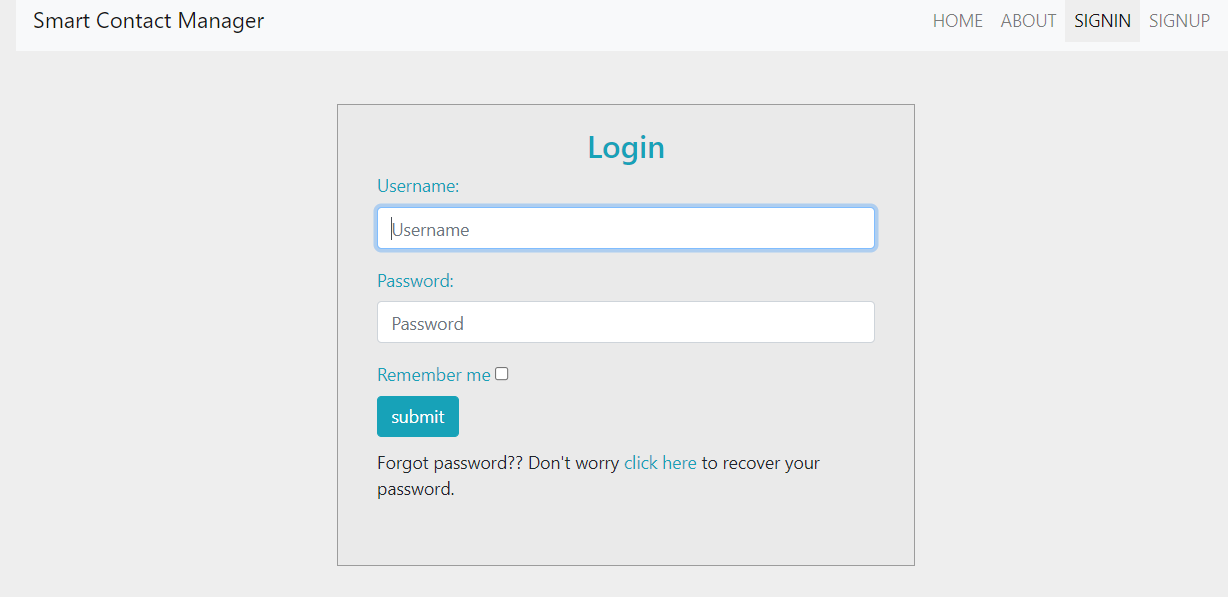 Smart Contact Manager
HOME ABOUT SIGNIN SIGNUP
Login
Username:
Username
Password:
Password
Remember me
submit
Forgot password?? Don't worry click here to recover your
password.